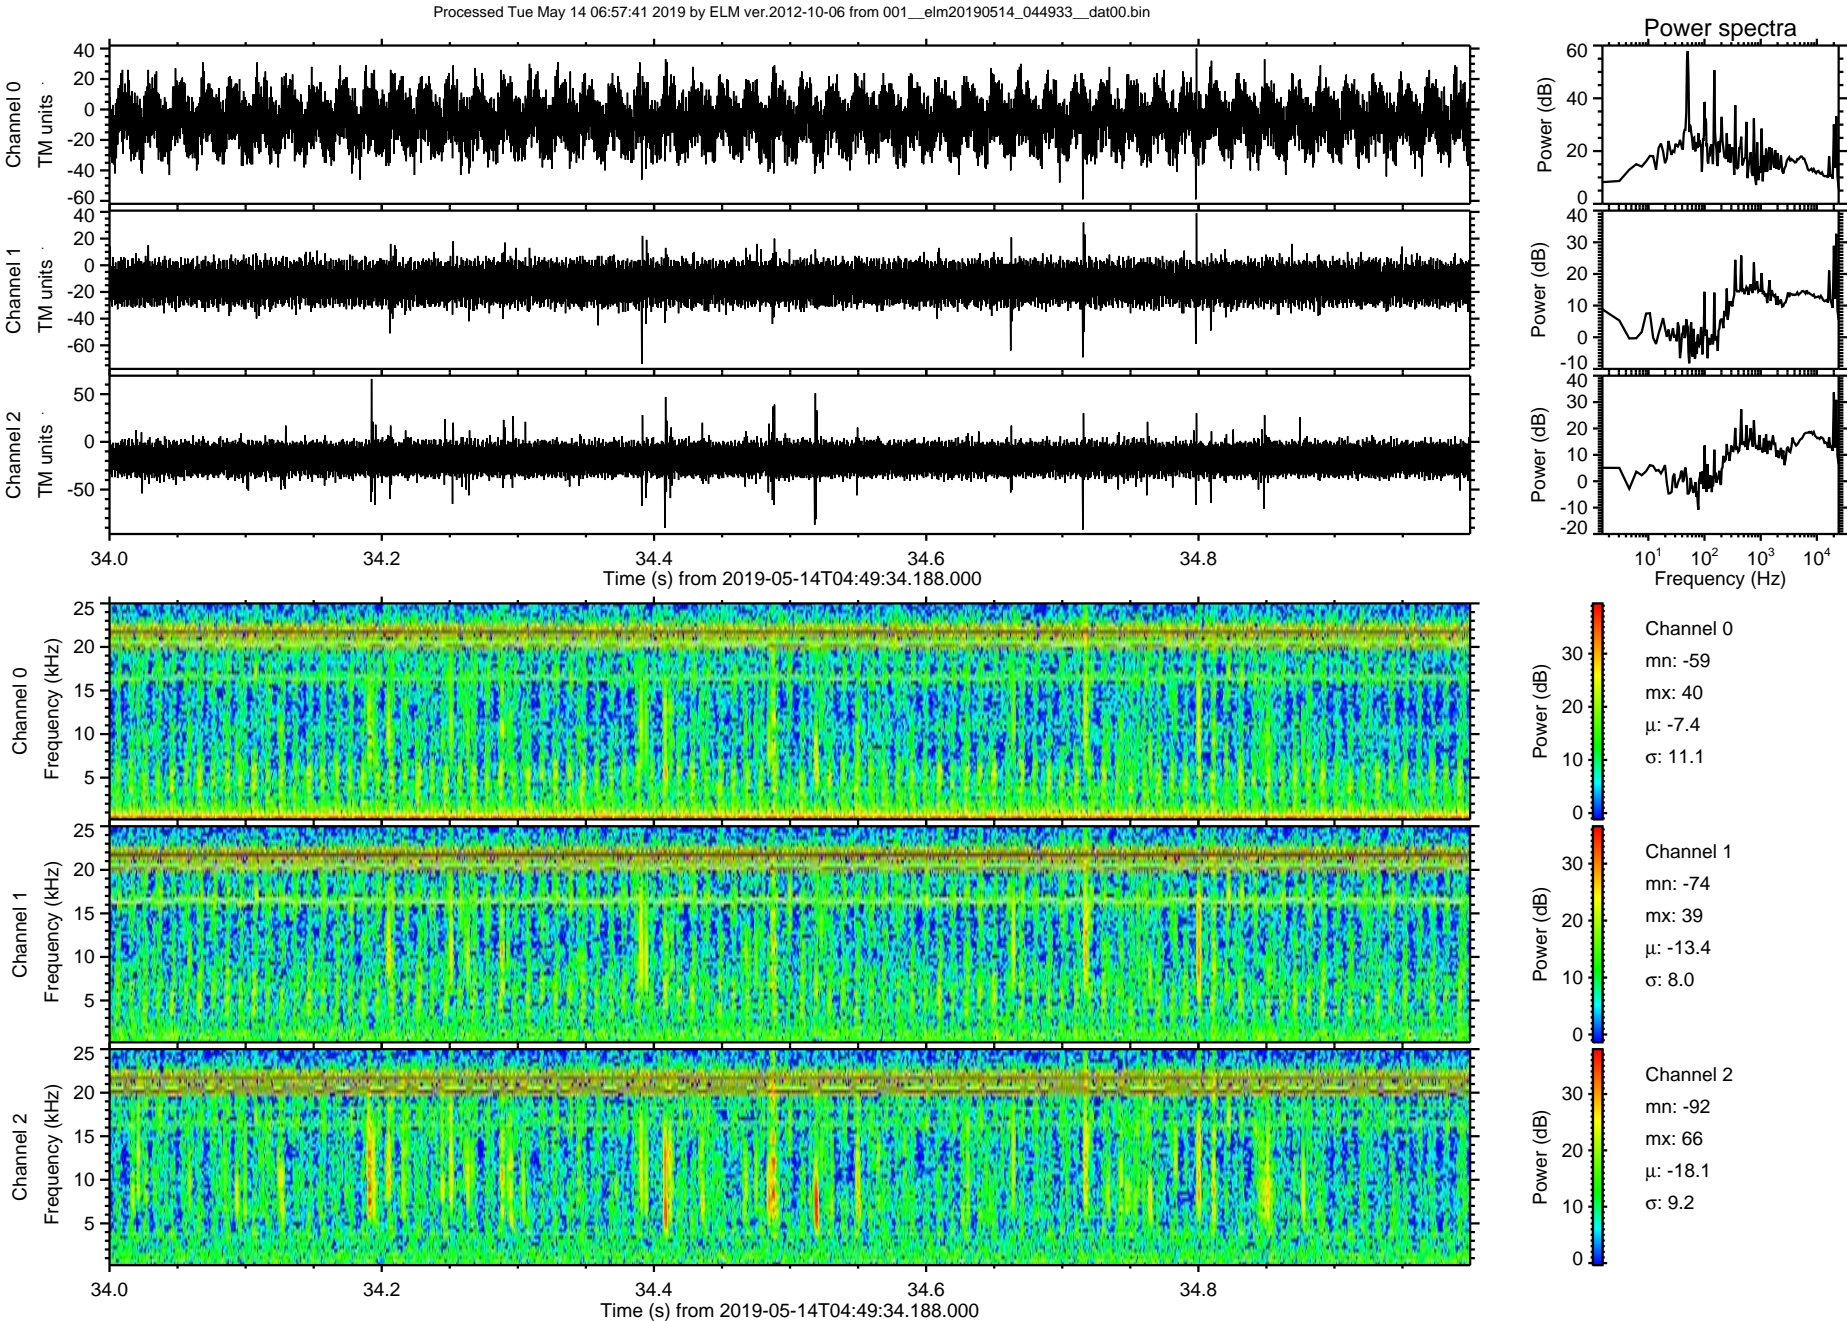 Processed Tue May 14 06:57:41 2019 by ELM ver.2012-10-06 from 001__elm20190514_044933__dat00.bin
Power spectra
Channel 0
TM units
40
20
0
-20
-40
-60
Power (dB)
60
40
20
0
Channel 1
TM units
40
20
0
-20
-40
-60
Power (dB)
40
30
20
10
0
-10
Channel 2
TM units
50
0
-50
Power (dB)
40
30
20
10
0
-10
-20
34.0 34.2 34.4 34.6 34.8
Time (s) from 2019-05-14T04:49:34.188.000
10¹ 10² 10³ 10⁴
Frequency (Hz)
Channel 0
Frequency (kHz)
25
20
15
10
5
Power (dB)
30
20
10
0
Channel 0
mn: -59
mx: 40
μ: -7.4
σ: 11.1
Channel 1
Frequency (kHz)
25
20
15
10
5
Power (dB)
30
20
10
0
Channel 1
mn: -74
mx: 39
μ: -13.4
σ: 8.0
Channel 2
Frequency (kHz)
25
20
15
10
5
Power (dB)
30
20
10
0
Channel 2
mn: -92
mx: 66
μ: -18.1
σ: 9.2
34.0 34.2 34.4 34.6 34.8
Time (s) from 2019-05-14T04:49:34.188.000